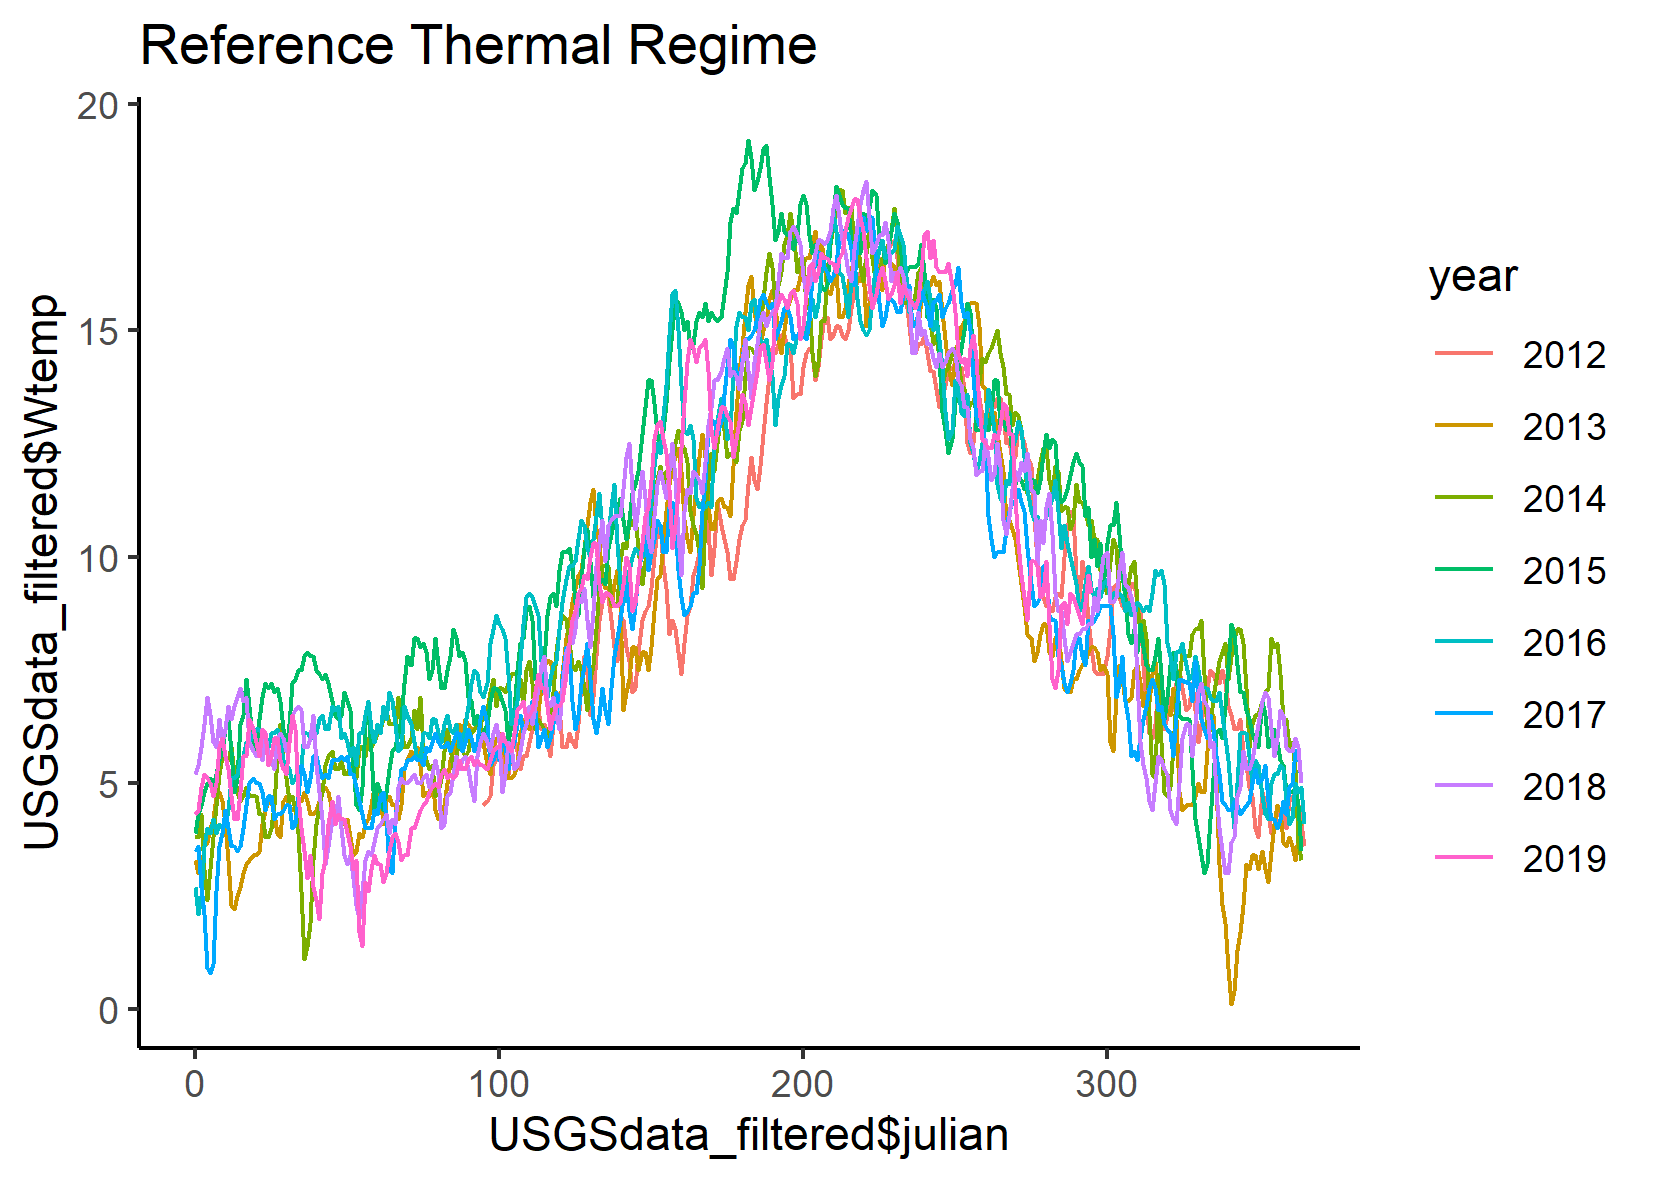 Reference Thermal Regime
20
15
10
5
0
USGSdata_filtered$Wtemp
0 100 200 300
USGSdata_filtered$julian
year
2012
2013
2014
2015
2016
2017
2018
2019